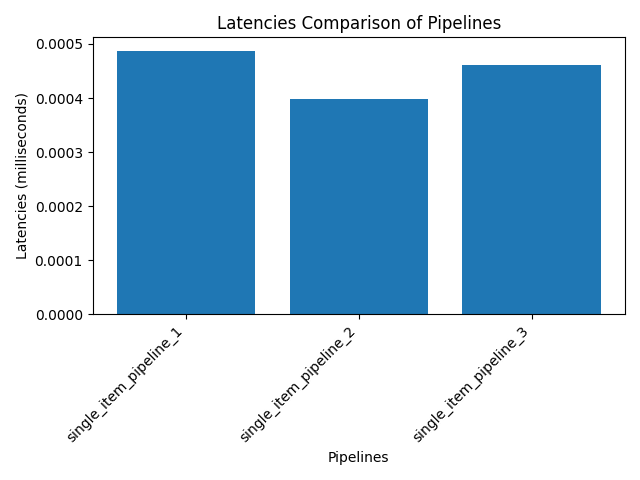 Latencies Comparison of Pipelines
Latencies (milliseconds)
0.0005
0.0004
0.0003
0.0002
0.0001
0.0000
single_item_pipeline_1
single_item_pipeline_2
single_item_pipeline_3
Pipelines